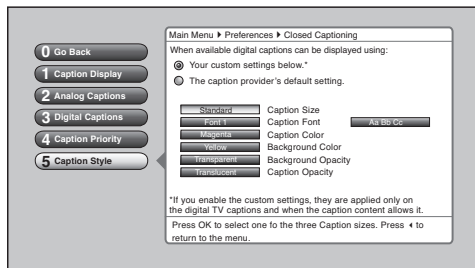 Main Menu ▶ Preferences ▶ Closed Captioning
0 Go Back
1 Caption Display
2 Analog Captions
3 Digital Captions
4 Caption Priority
5 Caption Style
When available digital captions can be displayed using:
Your custom settings below.*
The caption provider's default setting.
Standard Caption Size
Font 1 Caption Font Aa Bb Cc
Magenta Caption Color
Yellow Background Color
Transparent Background Opacity
Translucent Caption Opacity
*If you enable the custom settings, they are applied only on
the digital TV captions and when the caption content allows it.
Press OK to select one fo the three Caption sizes. Press ◀ to
return to the menu.